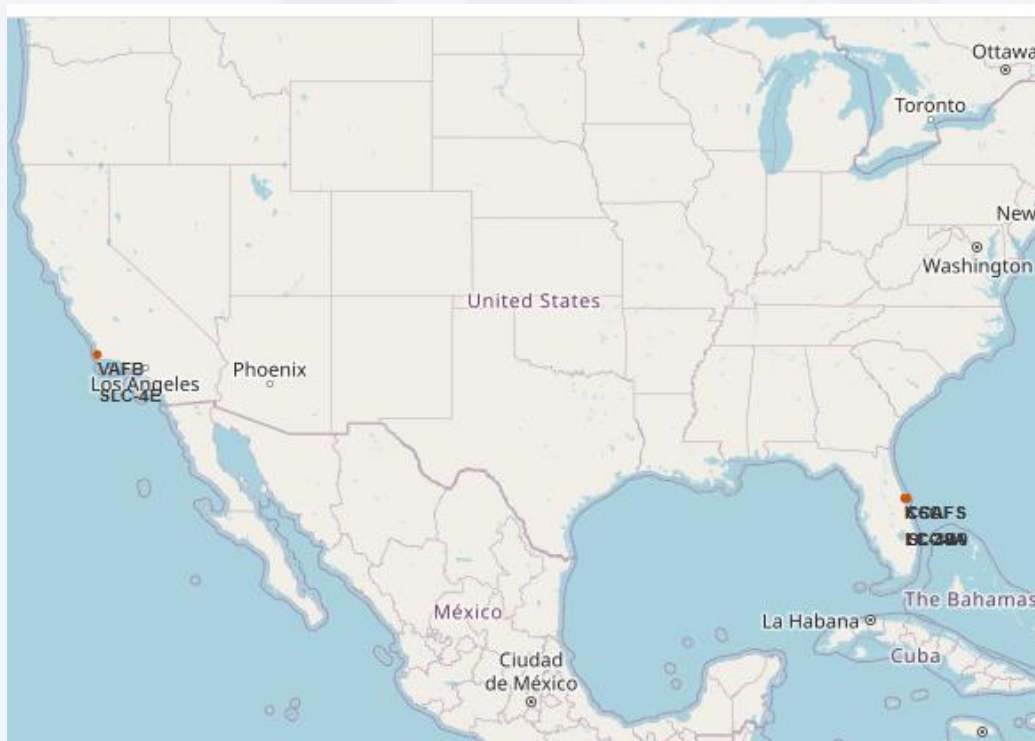 Ottawa
Toronto
New
Washington
United States
VAFB
Los Angeles
SLC-4E
Phoenix
The Bahamas
La Habana
México
Cuba
Ciudad
de México